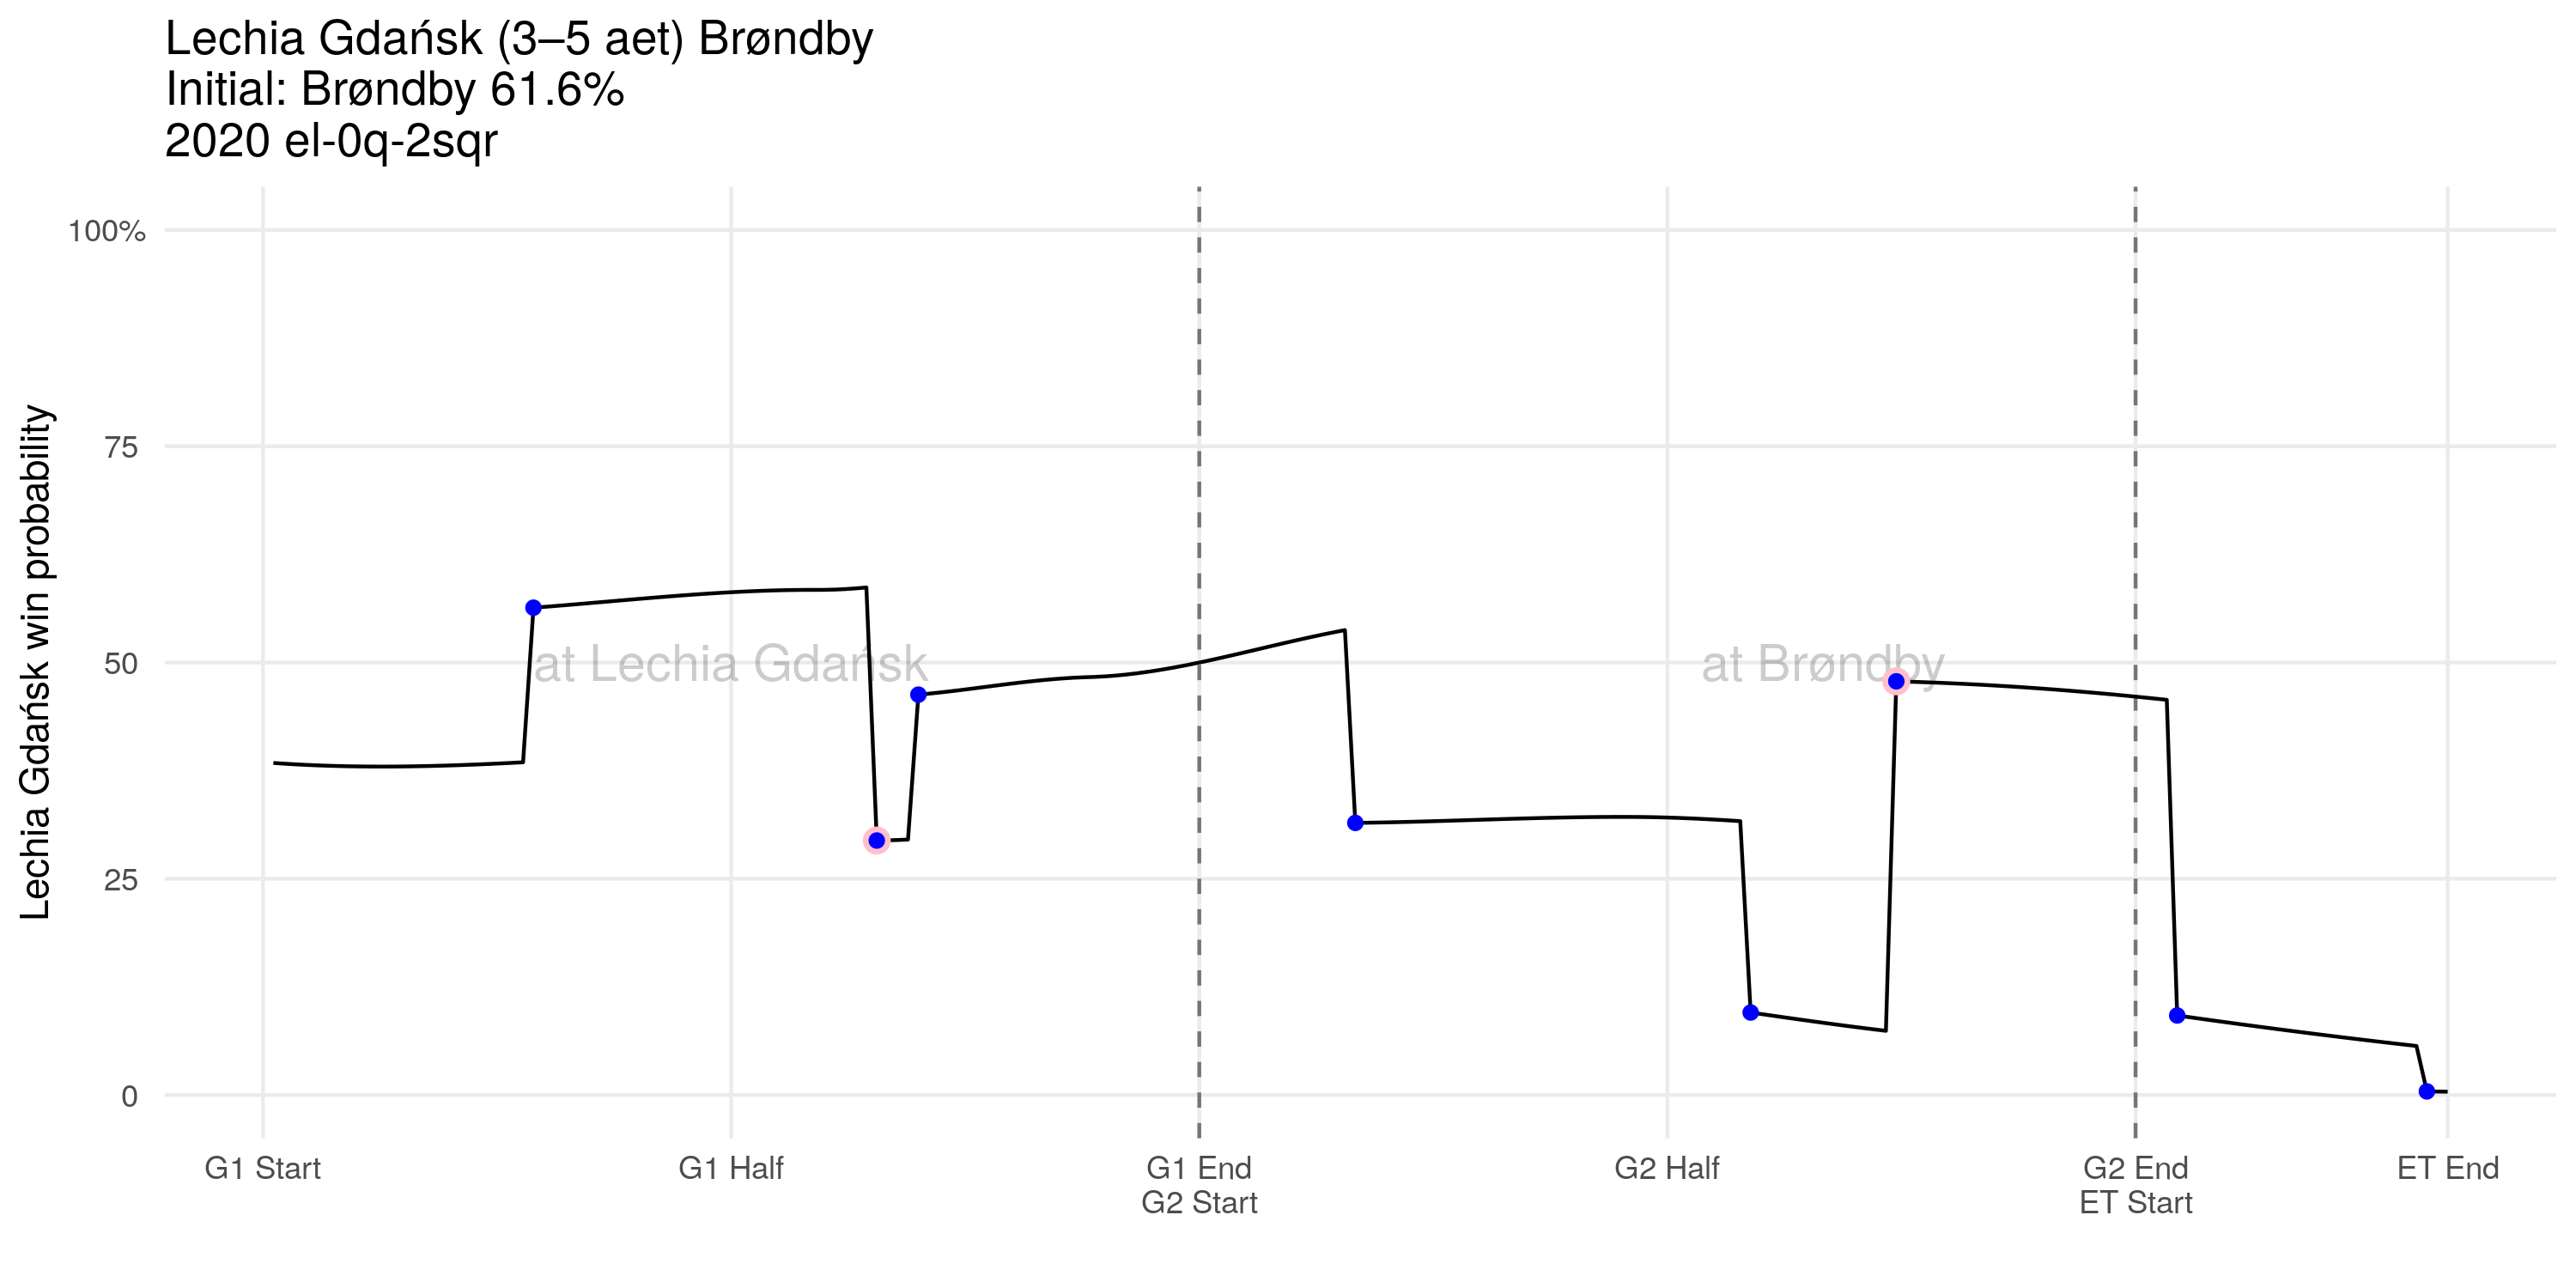 Lechia Gdańsk (3–5 aet) Brøndby
Initial: Brøndby 61.6%
2020 el-0q-2sqr
Lechia Gdańsk win probability
100%
75
50
25
0
at Lechia Gdańsk
at Brøndby
G1 Start
G1 Half
G1 End
G2 Start
G2 Half
G2 End
ET Start
ET End